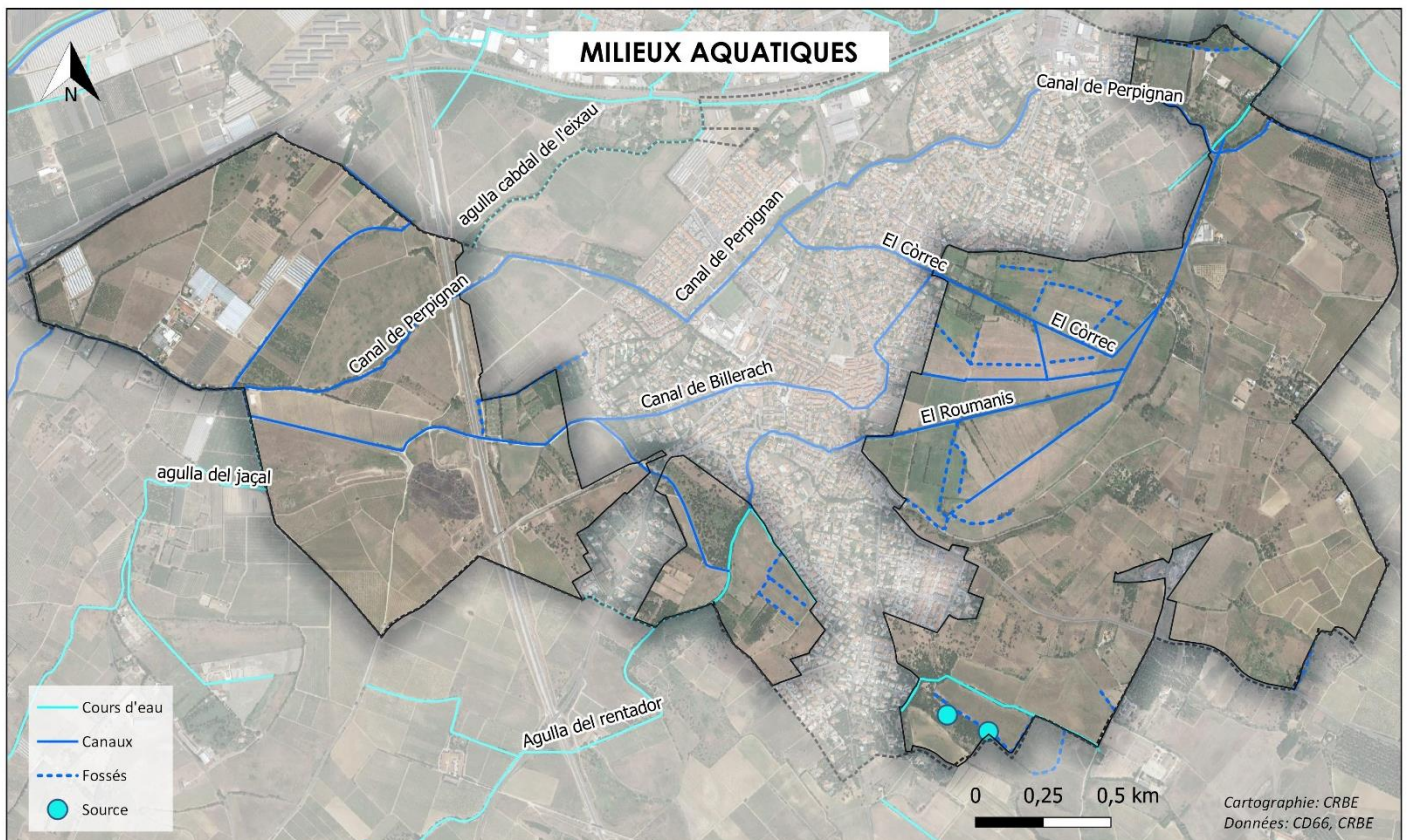 MILIEUX AQUATIQUES
N
Canal de Perpignan
agulla cabdal de l'eixau
Canal de Perpignan
El Còrrec
Canal de Perpignan
El Còrrec
Canal de Billerach
El Roumanis
agulla del jaçal
Agulla del rentador
Cours d'eau
Canaux
Fossés
Source
0 0,25 0,5 km
Cartographie: CRBE
Données: CD66, CRBE